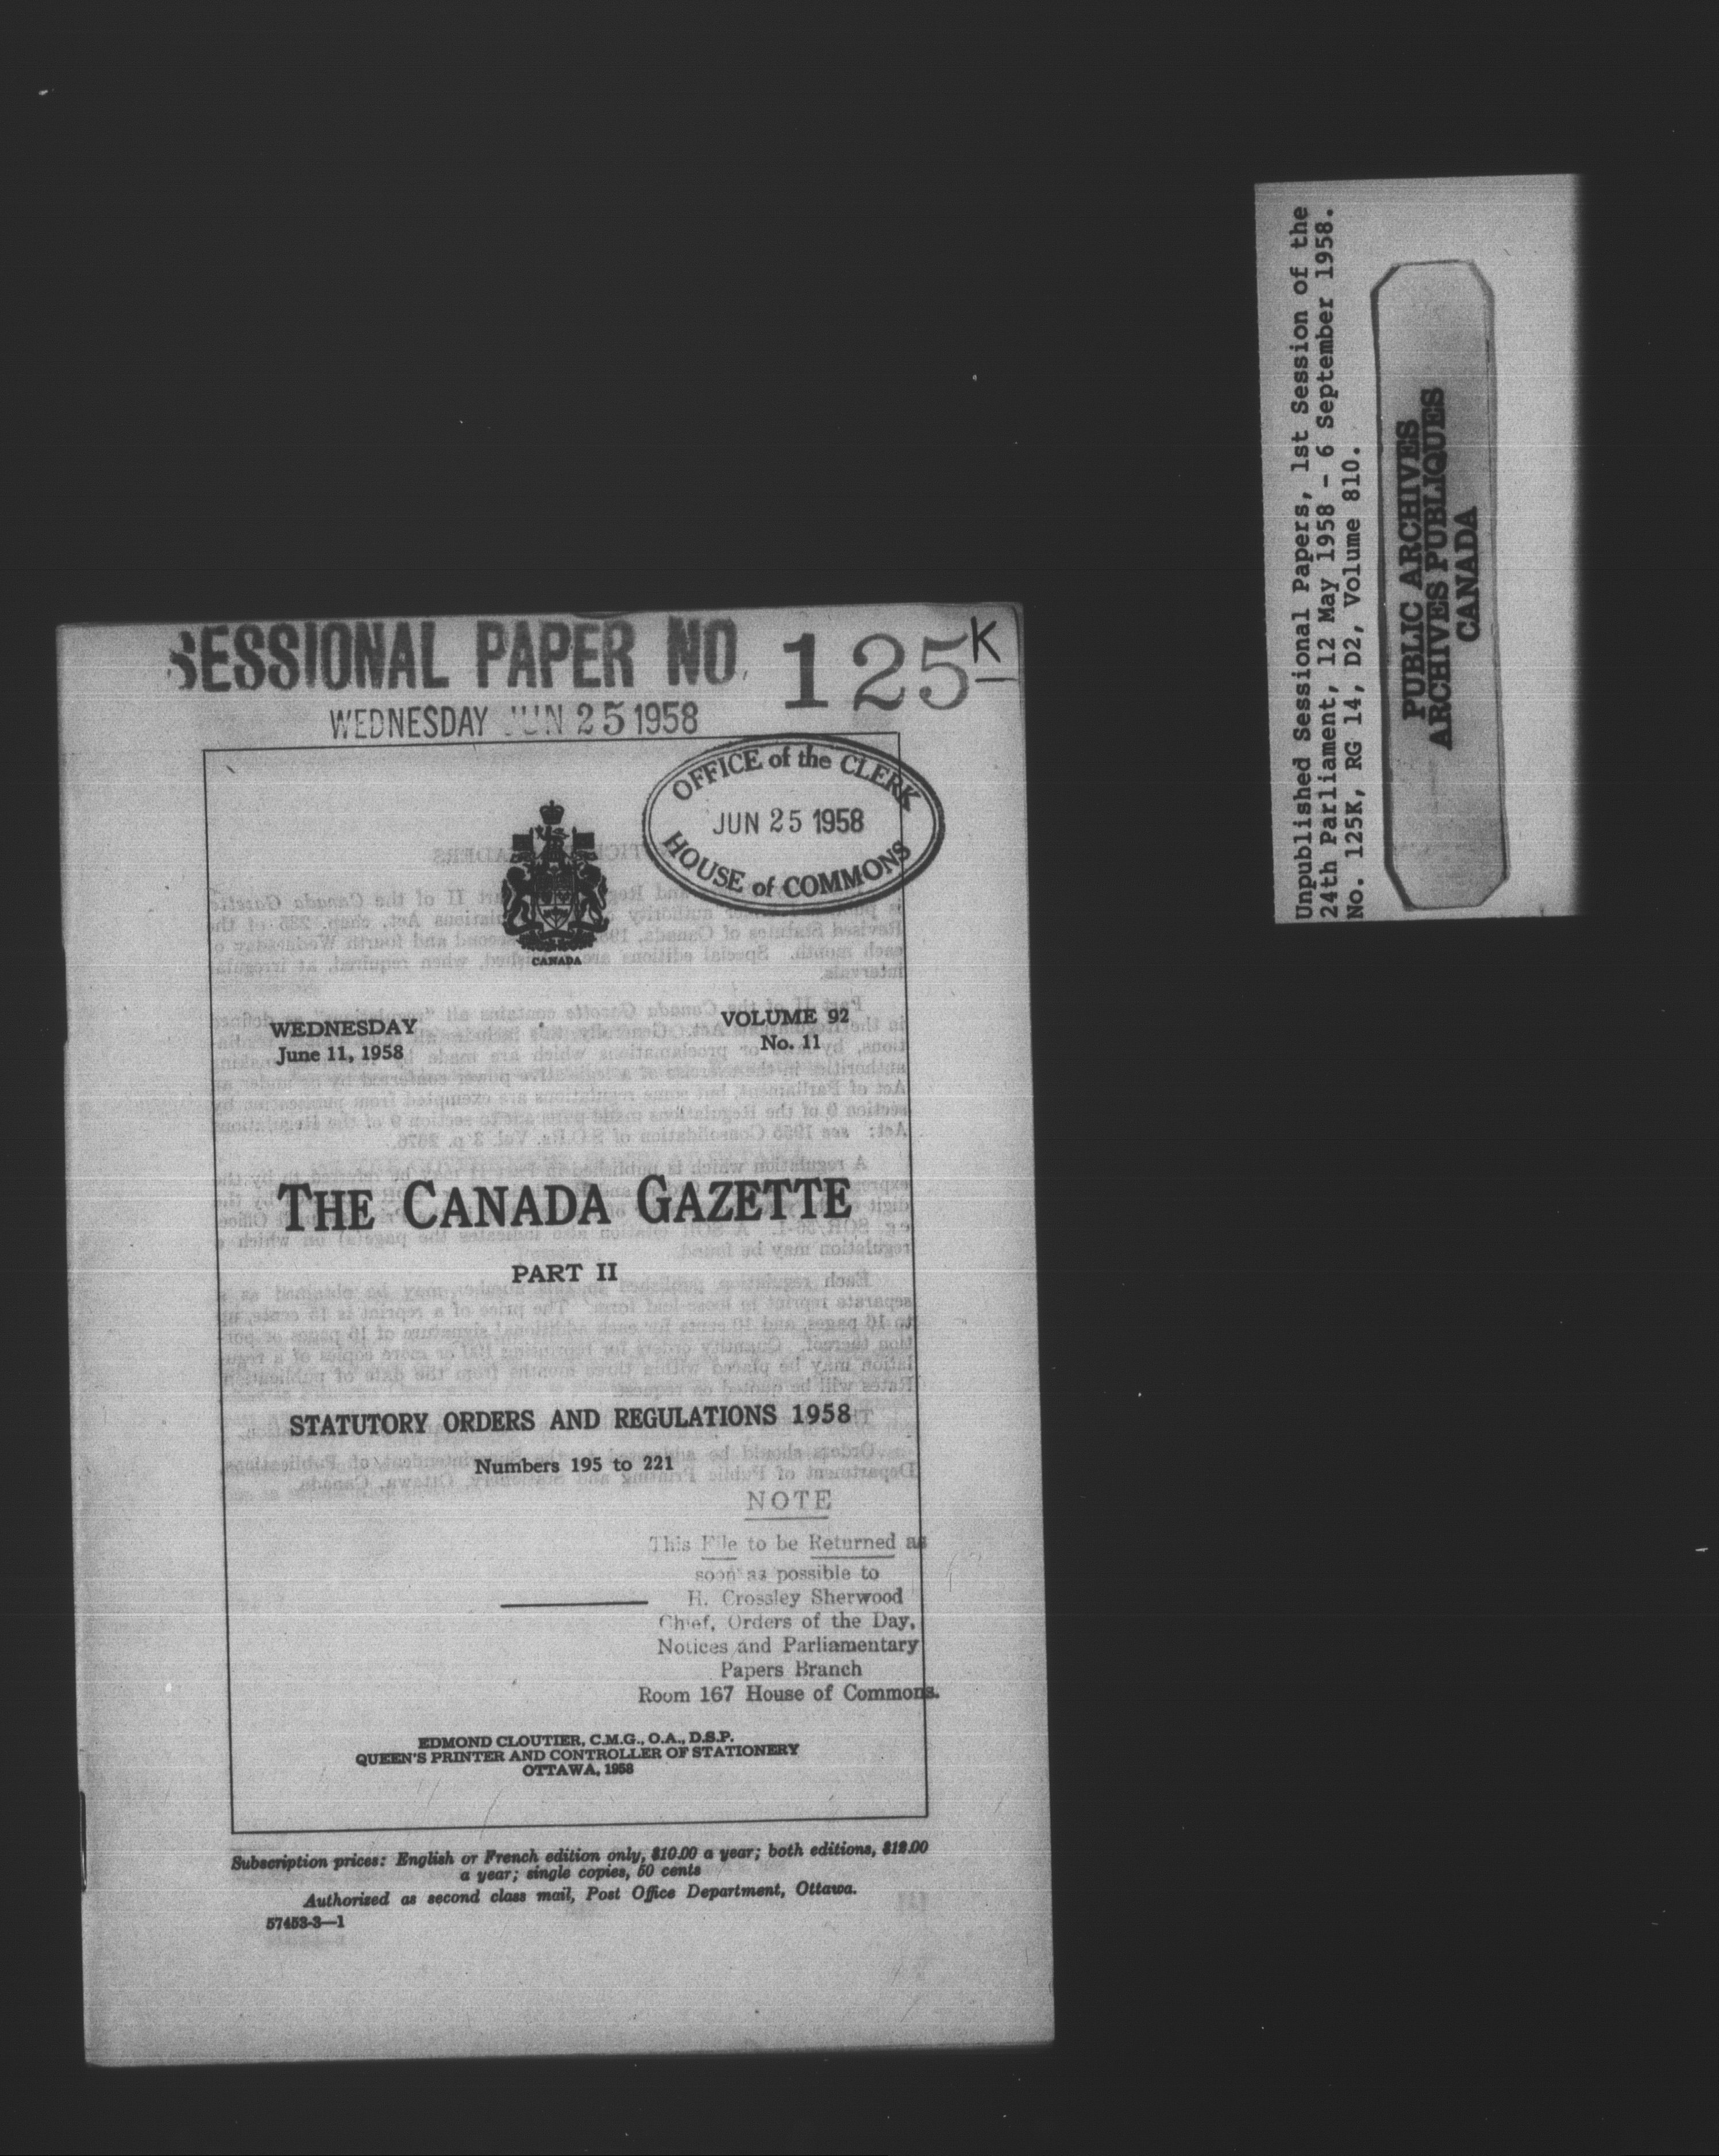 SESSIONAL PAPER NO. 125K
WEDNESDAY JUN 25 1958
OFFICE of the CLERK
JUN 25 1958
HOUSE of COMMONS
CANADA
WEDNESDAY
June 11, 1958
VOLUME 92
No. 11
THE CANADA GAZETTE
PART II
STATUTORY ORDERS AND REGULATIONS 1958
Numbers 195 to 221
NOTE
This File to be Returned as
soon as possible to
H. Crossley Sherwood
Chief, Orders of the Day,
Notices and Parliamentary
Papers Branch
Room 167 House of Commons.
EDMOND CLOUTIER, C.M.G., O.A., D.S.P.
QUEEN'S PRINTER AND CONTROLLER OF STATIONERY
OTTAWA, 1958
Subscription prices: English or French edition only, $10.00 a year; both editions, $12.00
a year; single copies, 50 cents
Authorized as second class mail, Post Office Department, Ottawa.
57453-3—1
Unpublished Sessional Papers, 1st Session of the
24th Parliament, 12 May 1958 - 6 September 1958.
No. 125K, RG 14, D2, Volume 810.
PUBLIC ARCHIVES
ARCHIVES PUBLIQUES
CANADA